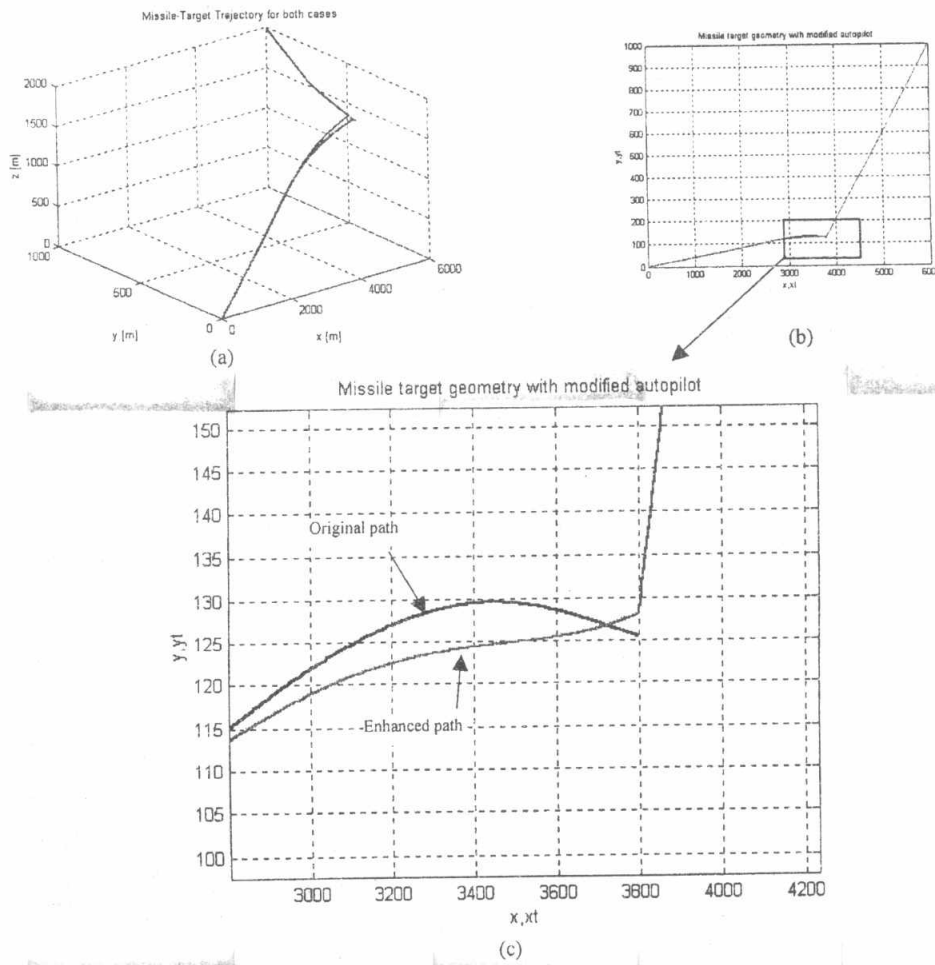 Missile-Target Trajectory for both cases
2000
1500
1000
500
0
z [m]
1000
500
0
y [m]
0
2000
4000
6000
x [m]
(a)
Missile target geometry with modified autopilot
1000
900
800
700
600
500
400
300
200
100
0
y,yt
0 1000 2000 3000 4000 5000 600
x,xt
(b)
Missile target geometry with modified autopilot
150
145
140
135
130
125
120
115
110
105
100
y,yt
Original path
Enhanced path
3000 3200 3400 3600 3800 4000 4200
x,xt
(c)